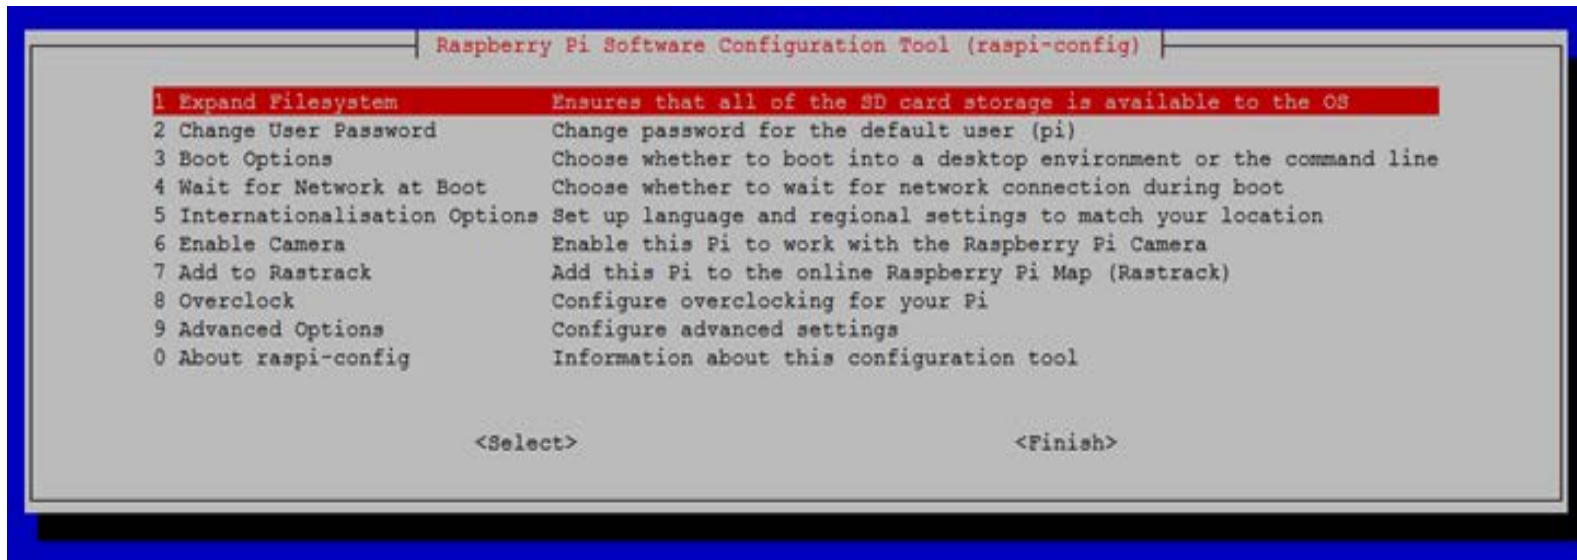 Raspberry Pi Software Configuration Tool (raspi-config)
1 Expand Filesystem Ensures that all of the SD card storage is available to the OS
2 Change User Password Change password for the default user (pi)
3 Boot Options Choose whether to boot into a desktop environment or the command line
4 Wait for Network at Boot Choose whether to wait for network connection during boot
5 Internationalisation Options Set up language and regional settings to match your location
6 Enable Camera Enable this Pi to work with the Raspberry Pi Camera
7 Add to Rastrack Add this Pi to the online Raspberry Pi Map (Rastrack)
8 Overclock Configure overclocking for your Pi
9 Advanced Options Configure advanced settings
0 About raspi-config Information about this configuration tool
<Select> <Finish>